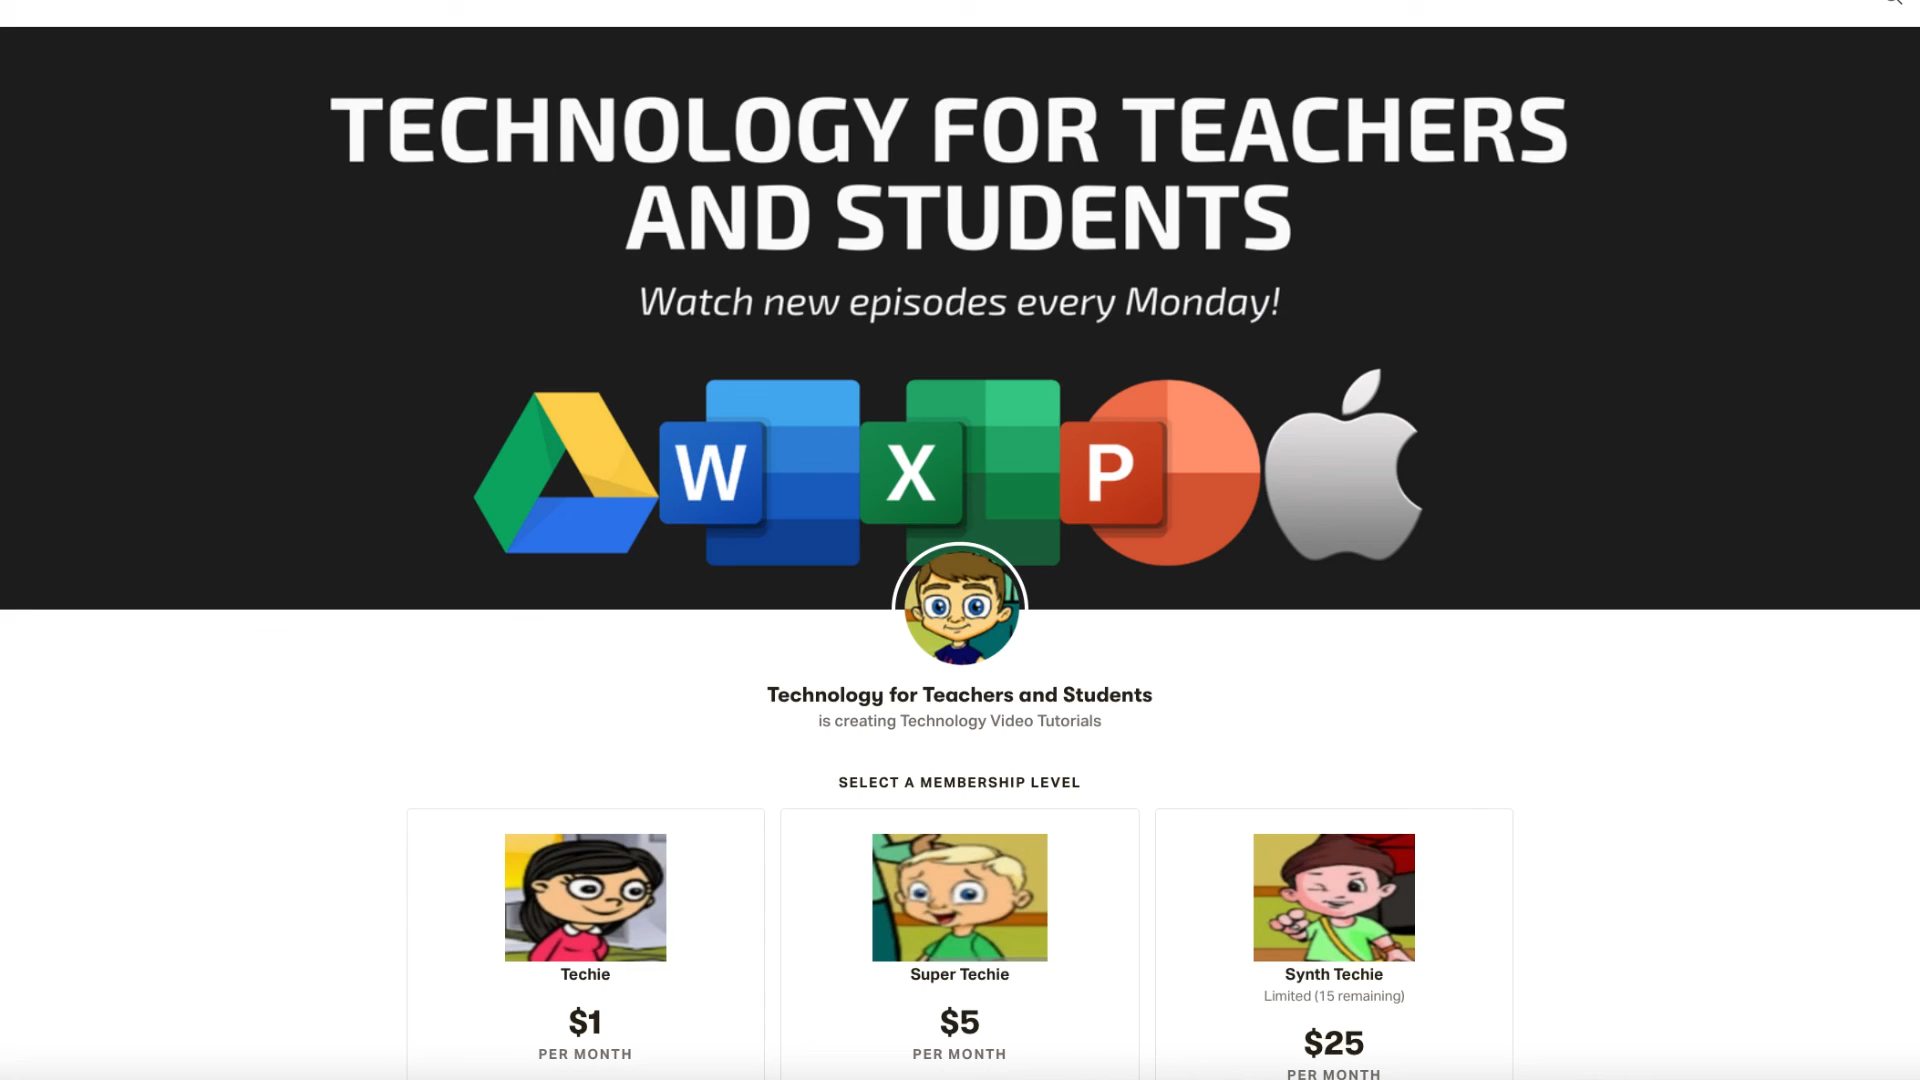 TECHNOLOGY FOR TEACHERS
AND STUDENTS
Watch new episodes every Monday!
W
X
P
Technology for Teachers and Students
is creating Technology Video Tutorials
SELECT A MEMBERSHIP LEVEL
Techie
$1
PER MONTH
Super Techie
$5
PER MONTH
Synth Techie
Limited (15 remaining)
$25
PER MONTH